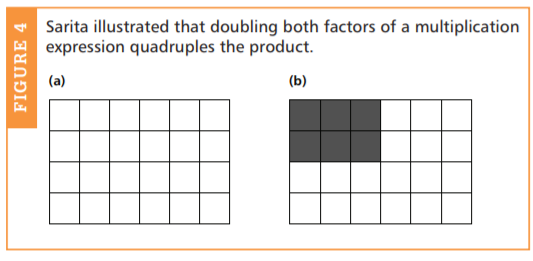 FIGURE 4
Sarita illustrated that doubling both factors of a multiplication
expression quadruples the product.
(a)
(b)